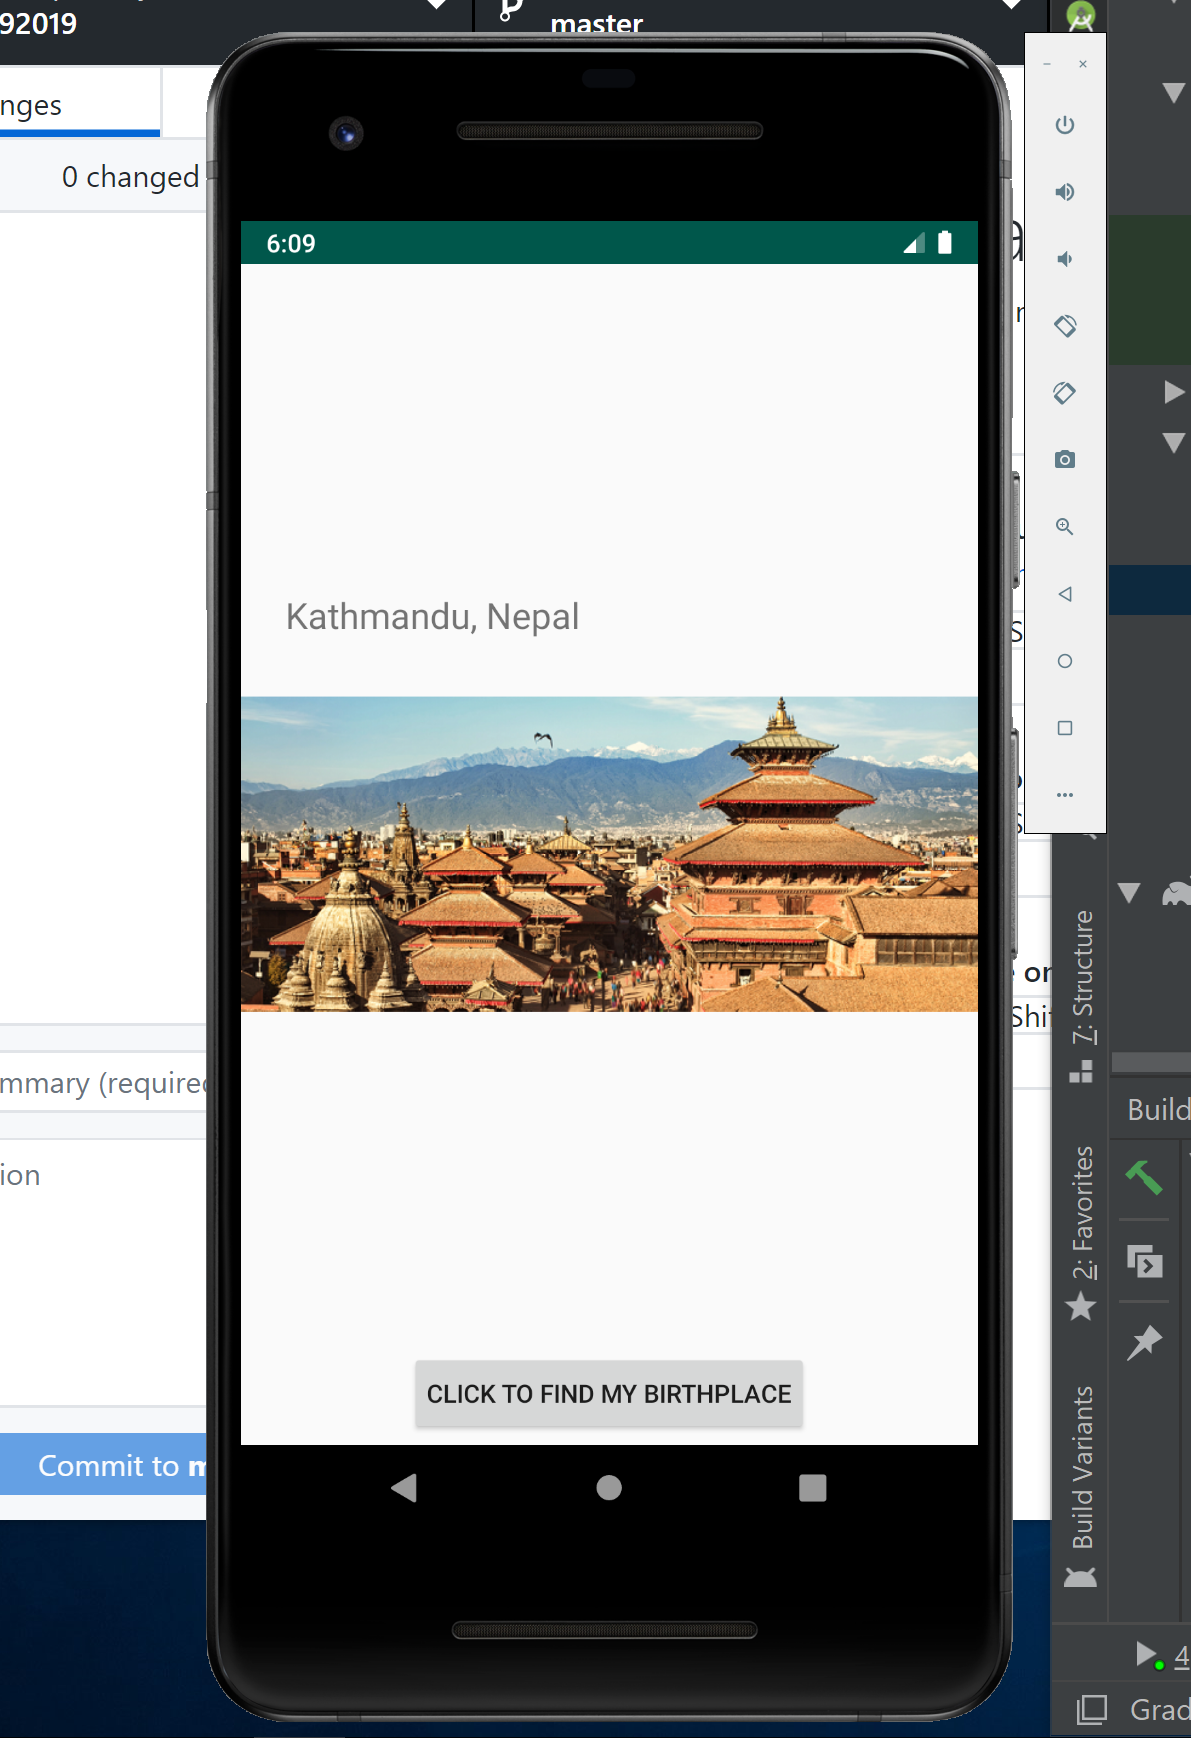 92019
master
nges
0 changed
6:09
Kathmandu, Nepal
CLICK TO FIND MY BIRTHPLACE
mmary (required
ion
Commit to m
or
Shi
7: Structure
2: Favorites
Build Variants
Build
4
Grad